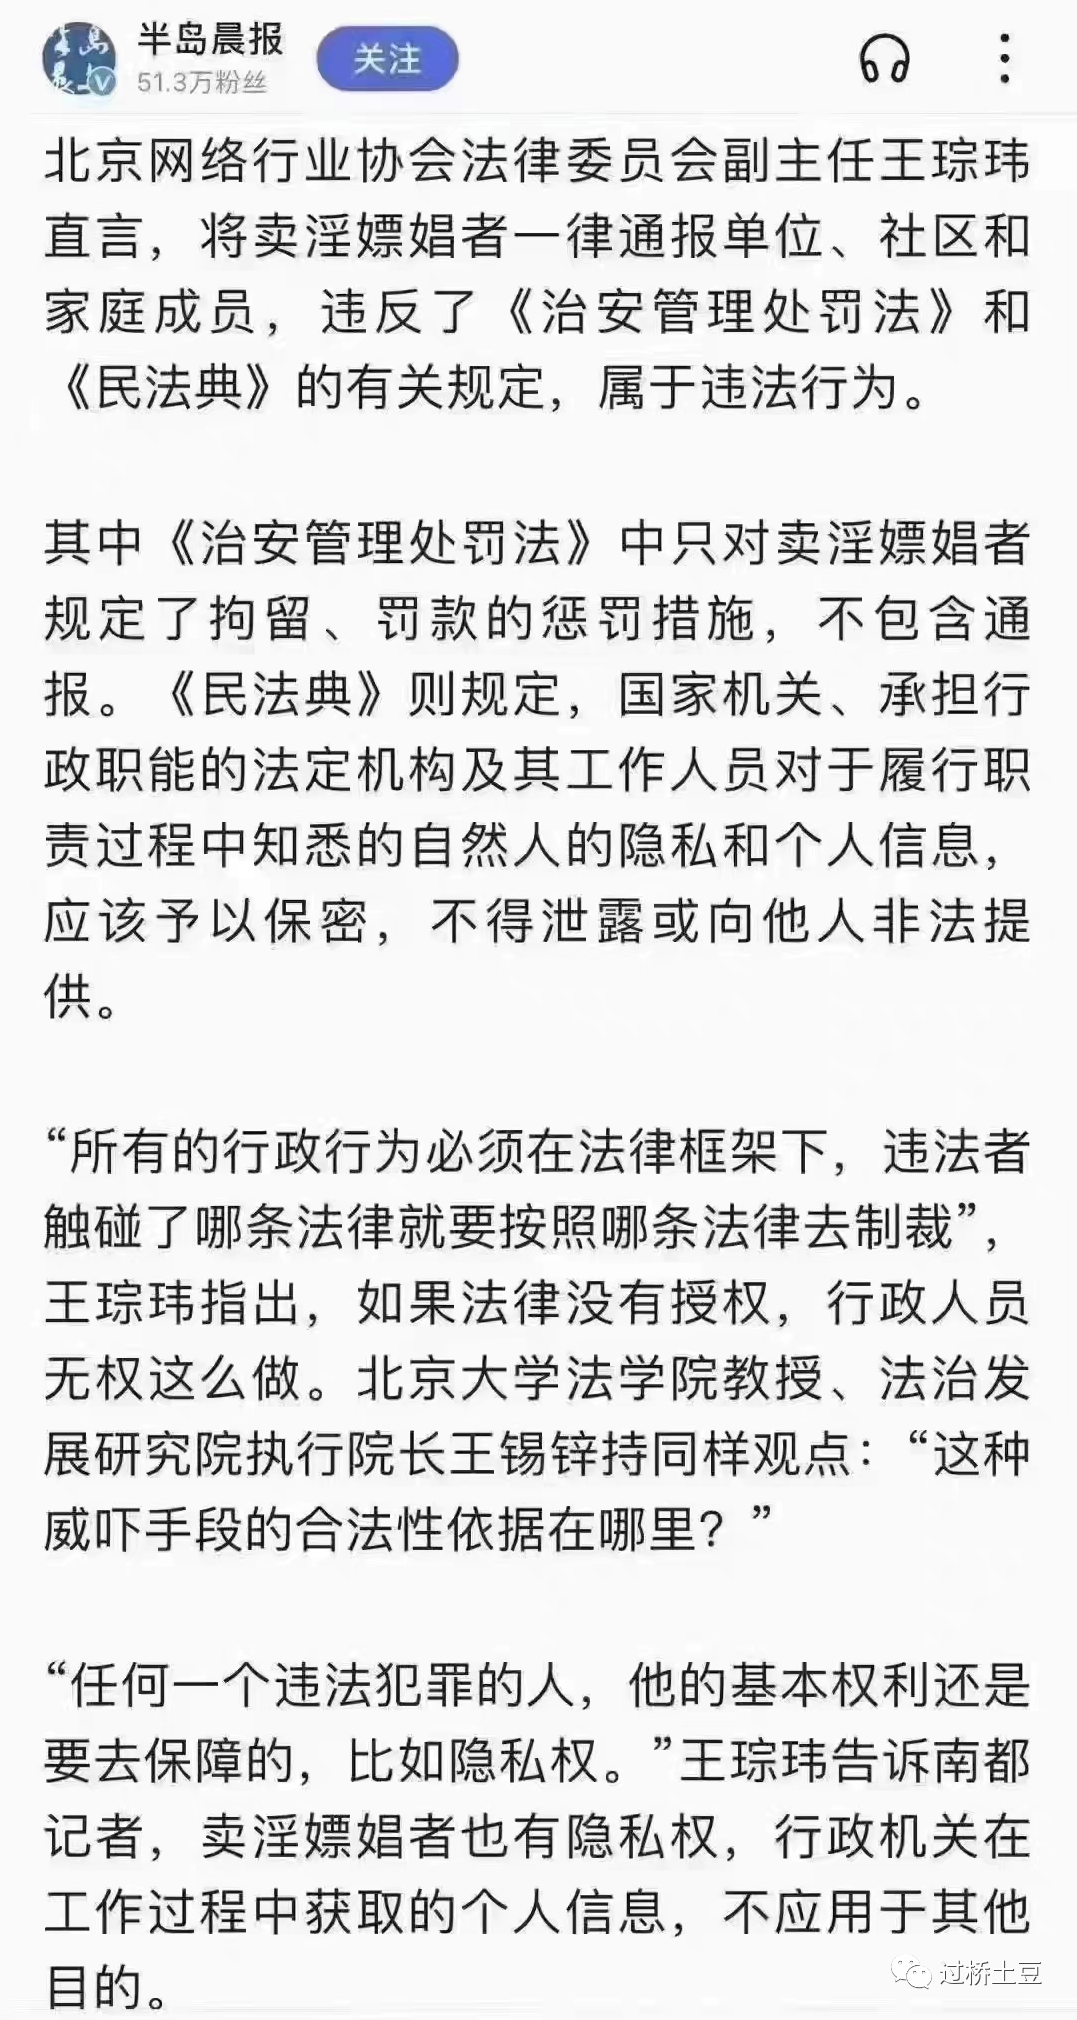 半岛晨报
51.3万粉丝
关注
北京网络行业协会法律委员会副主任王琮玮
直言，将卖淫嫖娼者一律通报单位、社区和
家庭成员，违反了《治安管理处罚法》和
《民法典》的有关规定，属于违法行为。
其中《治安管理处罚法》中只对卖淫嫖娼者
规定了拘留、罚款的惩罚措施，不包含通
报。《民法典》则规定，国家机关、承担行
政职能的法定机构及其工作人员对于履行职
责过程中知悉的自然人的隐私和个人信息，
应该予以保密，不得泄露或向他人非法提
供。
“所有的行政行为必须在法律框架下，违法者
触碰了哪条法律就要按照哪条法律去制裁”，
王琮玮指出，如果法律没有授权，行政人员
无权这么做。北京大学法学院教授、法治发
展研究院执行院长王锡锌持同样观点：“这种
威吓手段的合法性依据在哪里？”
“任何一个违法犯罪的人，他的基本权利还是
要去保障的，比如隐私权。”王琮玮告诉南都
记者，卖淫嫖娼者也有隐私权，行政机关在
工作过程中获取的个人信息，不应用于其他
目的。
过桥土豆